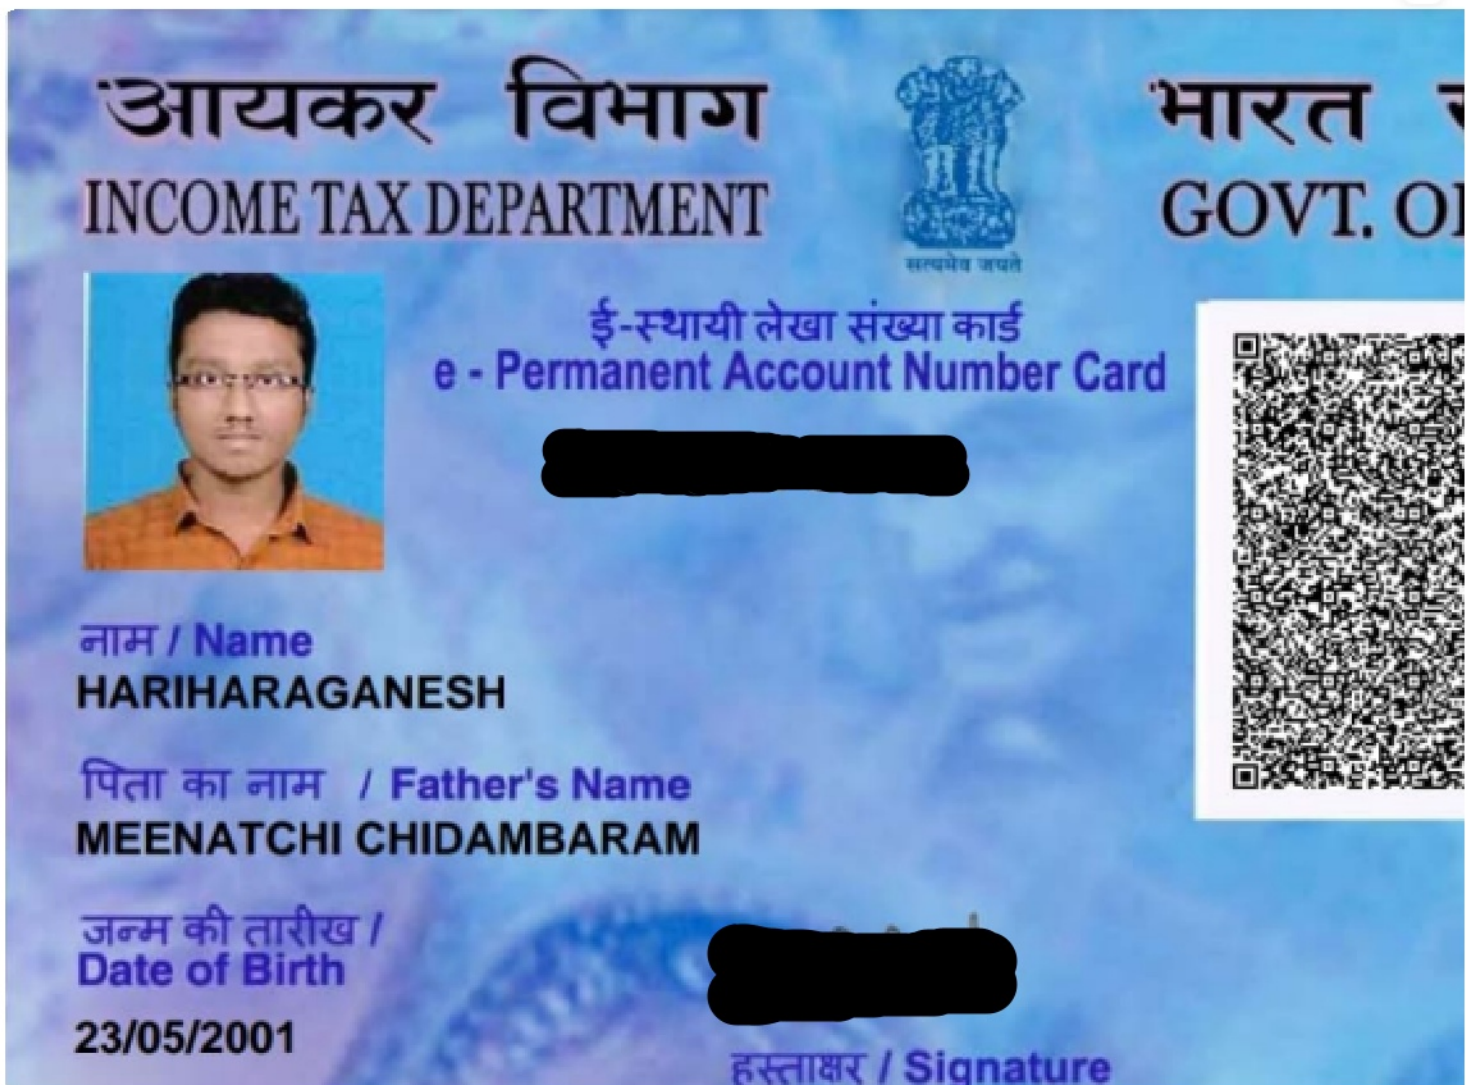 आयकर विभाग
INCOME TAX DEPARTMENT
सत्यमेव जयते
भारत
GOVT.
ई-स्थायी लेखा संख्या कार्ड
e - Permanent Account Number Card
नाम / Name
HARIHARAGANESH
पिता का नाम / Father's Name
MEENATCHI CHIDAMBARAM
जन्म की तारीख /
Date of Birth
23/05/2001
हस्ताक्षर / Signature